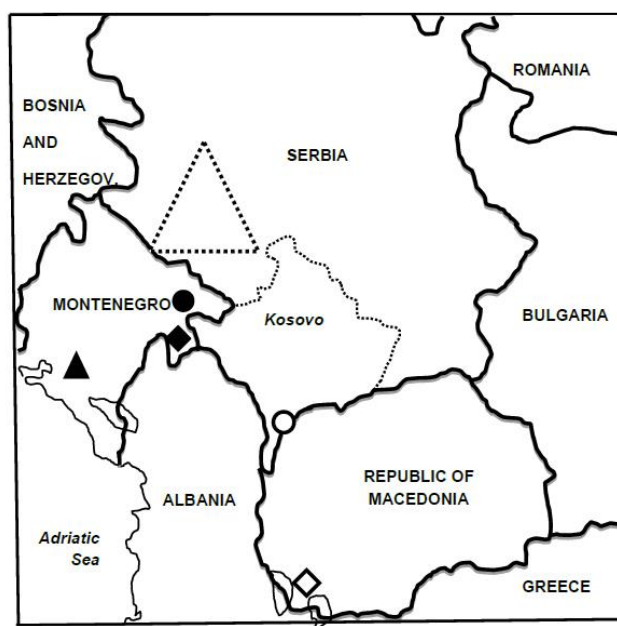 ROMANIA
BOSNIA
AND
HERZEGOV.
SERBIA
MONTENEGRO
Kosovo
BULGARIA
REPUBLIC OF
MACEDONIA
ALBANIA
Adriatic
Sea
GREECE